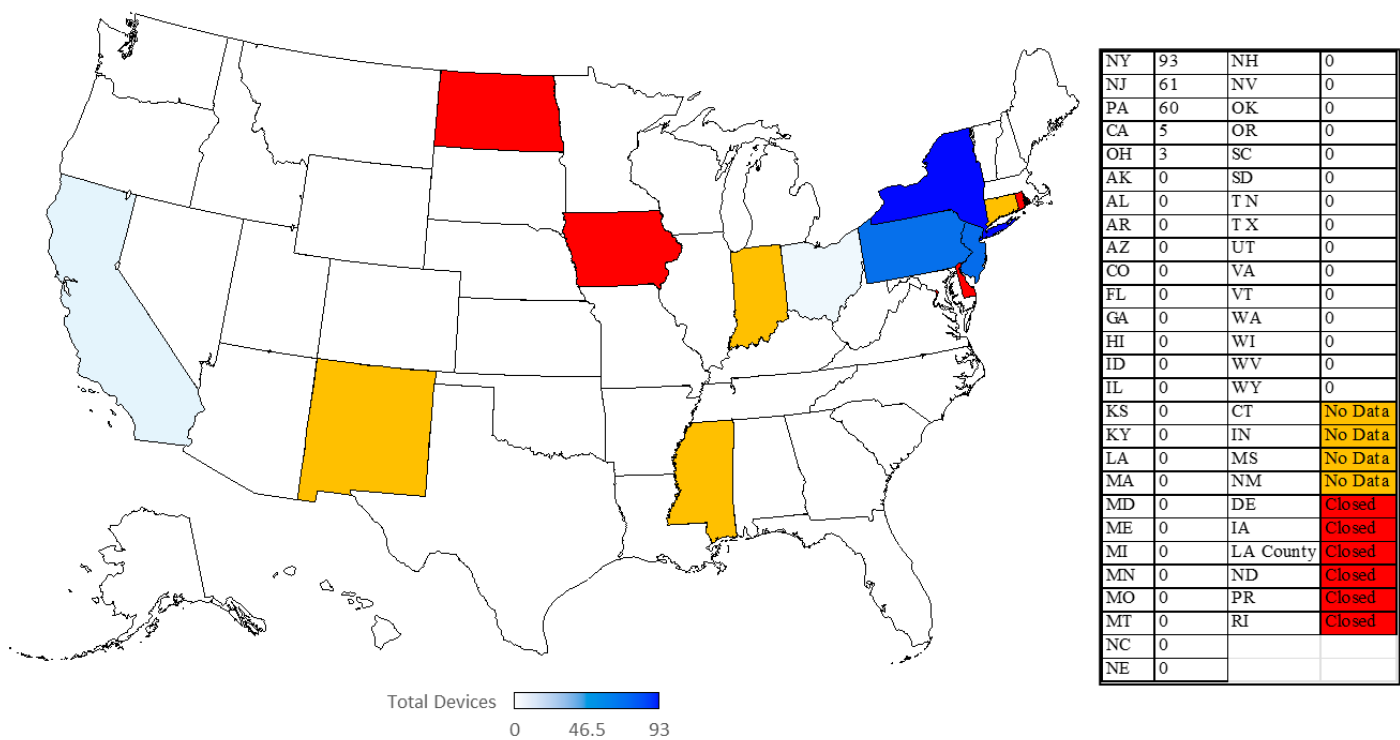 NY 93 NH 0
NJ 61 NV 0
PA 60 OK 0
CA 5 OR 0
OH 3 SC 0
AK 0 SD 0
AL 0 TN 0
AR 0 TX 0
AZ 0 UT 0
CO 0 VA 0
FL 0 VT 0
GA 0 WA 0
HI 0 WI 0
ID 0 WV 0
IL 0 WY 0
KS 0 CT No Data
KY 0 IN No Data
LA 0 MS No Data
MA 0 NM No Data
MD 0 DE Closed
ME 0 IA Closed
MI 0 LA County Closed
MN 0 ND Closed
MO 0 PR Closed
MT 0 RI Closed
NC 0
NE 0
Total Devices
0 46.5 93